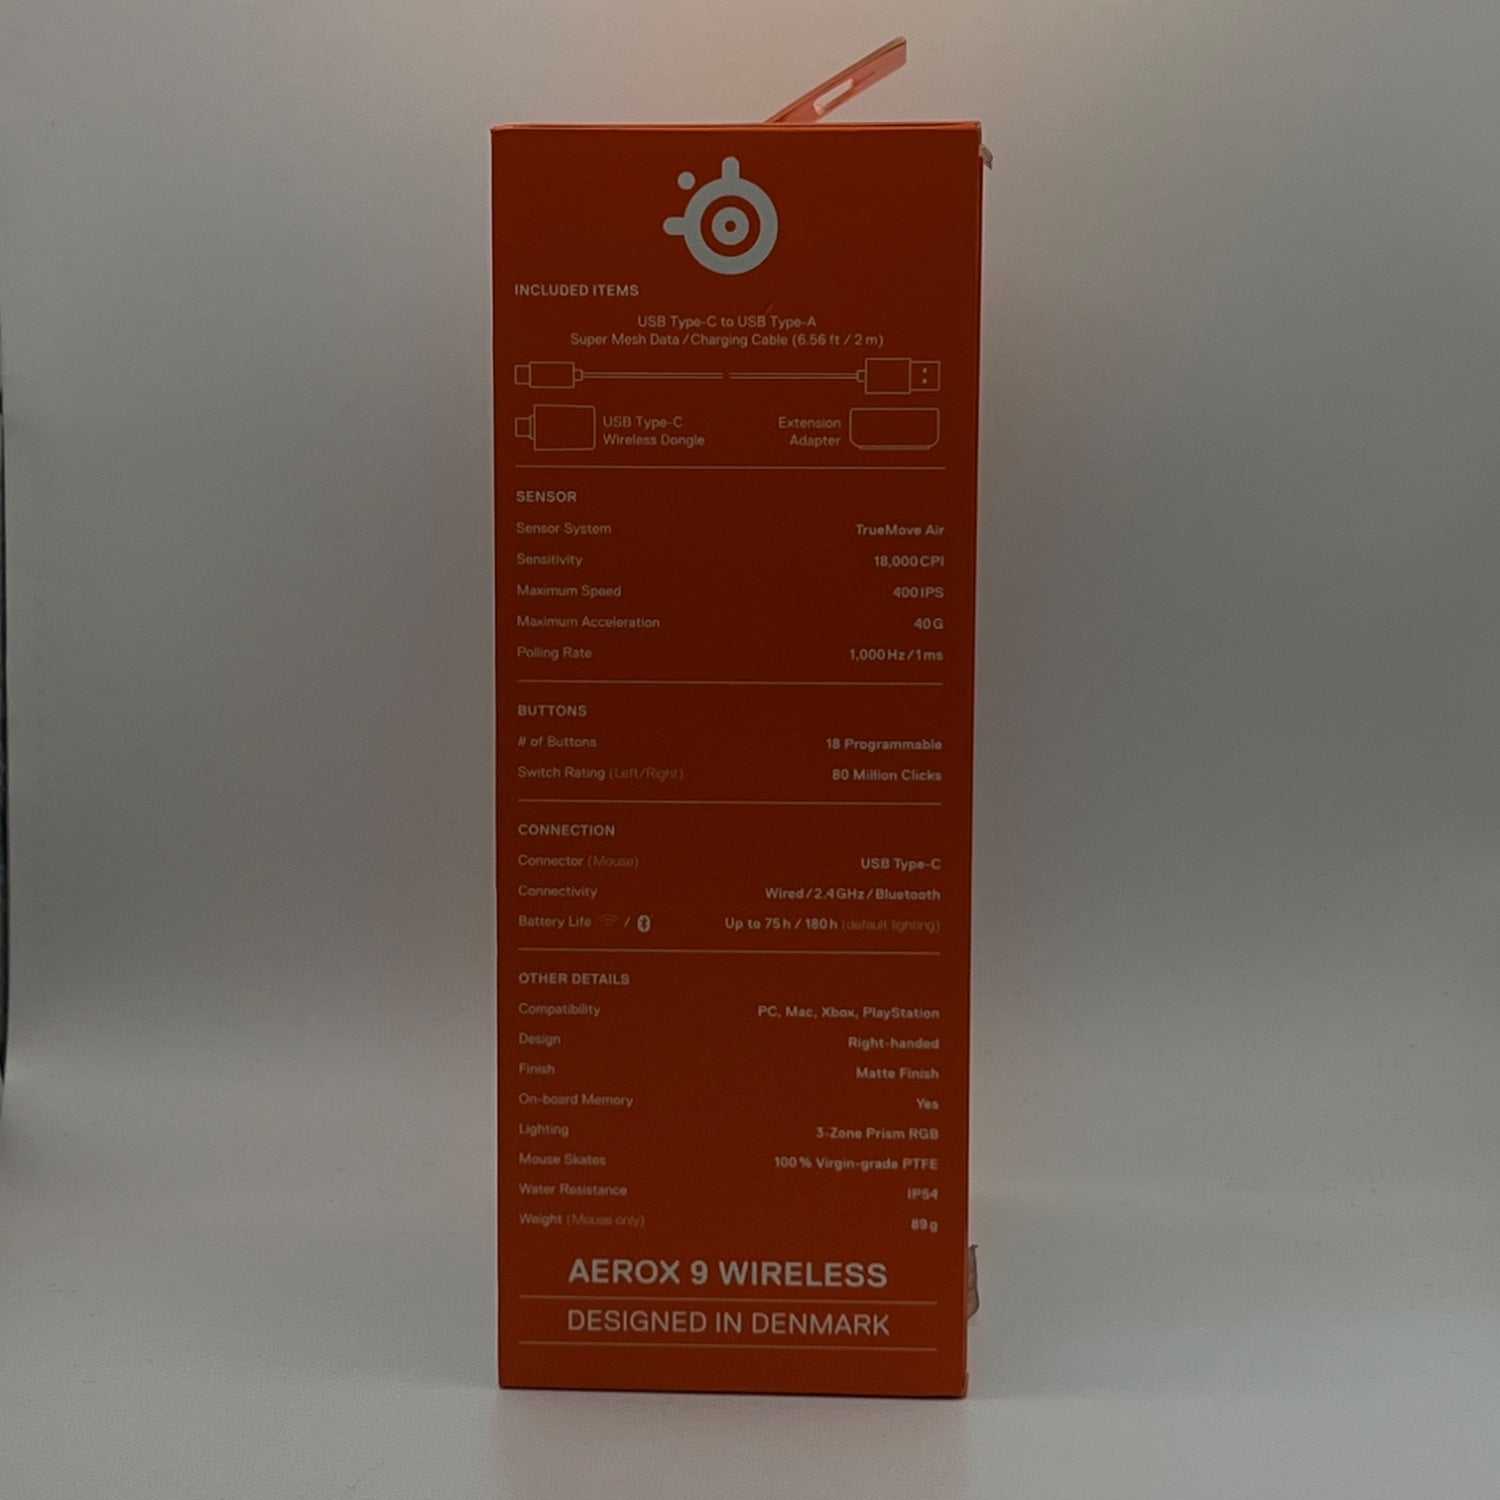 INCLUDED ITEMS
USB Type-C to USB Type-A
Super Mesh Data / Charging Cable (6.56 ft / 2 m)
USB Type-C
Wireless Dongle
Extension
Adapter
SENSOR
Sensor System TrueMove Air
Sensitivity 18,000 CPI
Maximum Speed 400 IPS
Maximum Acceleration 40 G
Polling Rate 1,000 Hz / 1 ms
BUTTONS
# of Buttons 18 Programmable
Switch Rating (Left/Right) 80 Million Clicks
CONNECTION
Connector (Mouse) USB Type-C
Connectivity Wired / 2.4 GHz / Bluetooth
Battery Life / Up to 75 h / 180 h (default lighting)
OTHER DETAILS
Compatibility PC, Mac, Xbox, PlayStation
Design Right-handed
Finish Matte Finish
On-board Memory Yes
Lighting 3-Zone Prism RGB
Mouse Skates 100 % Virgin-grade PTFE
Water Resistance IP54
Weight (Mouse only) 89 g
AEROX 9 WIRELESS
DESIGNED IN DENMARK